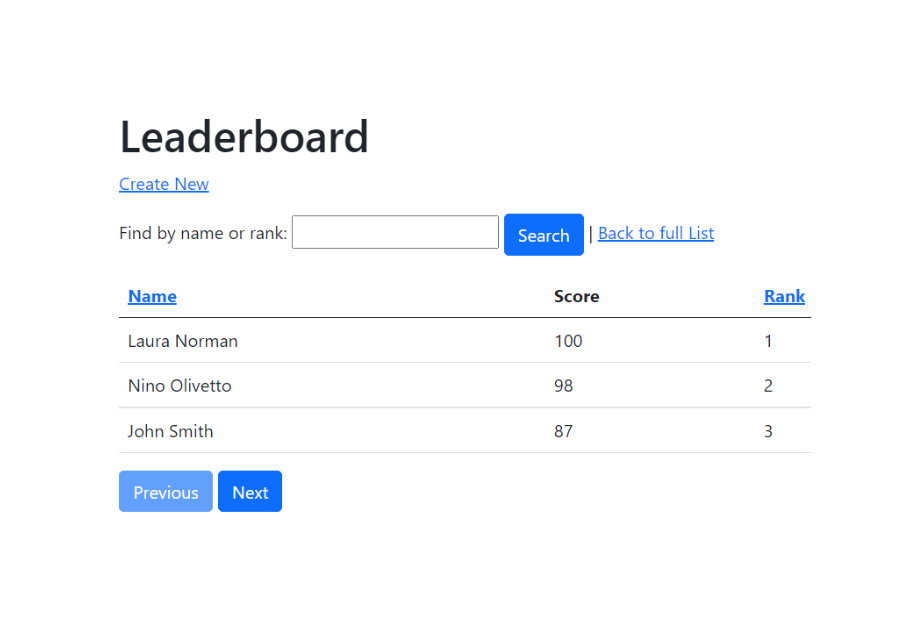 Leaderboard
Create New
Find by name or rank: Search | Back to full List
Name Score Rank
Laura Norman 100 1
Nino Olivetto 98 2
John Smith 87 3
Previous Next